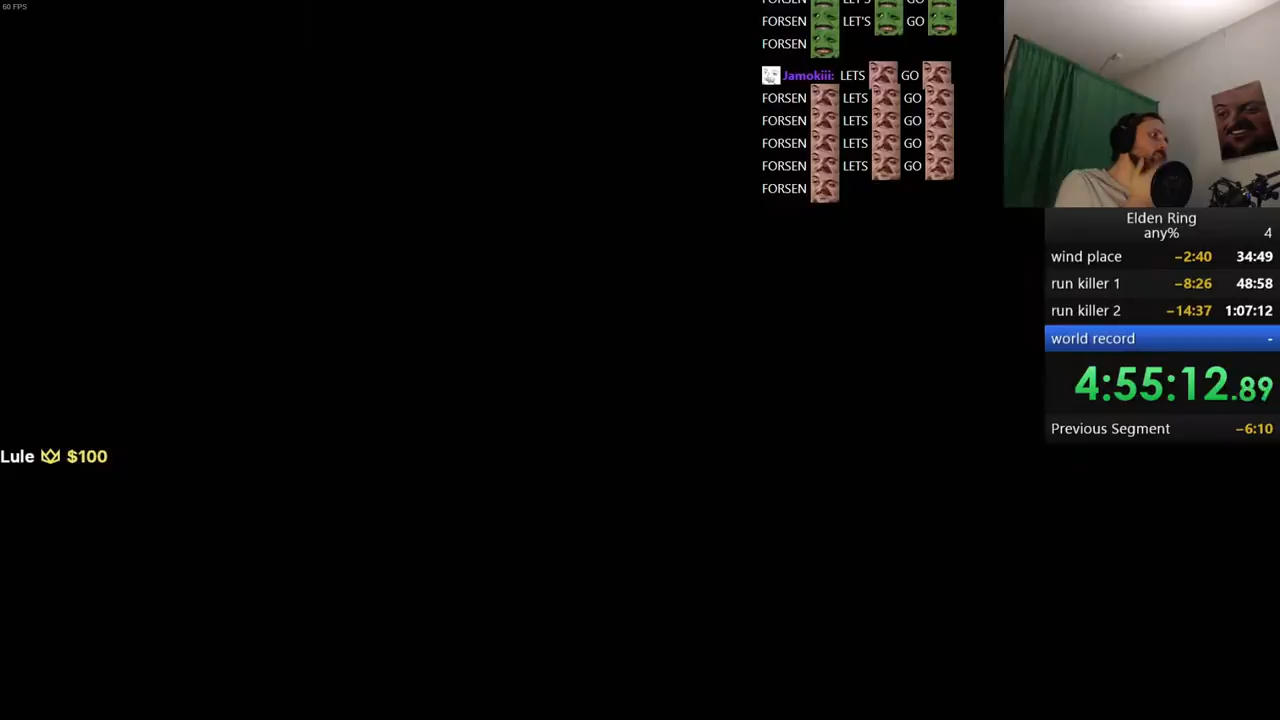 60 FPS
FORSEN LET'S GO
FORSEN
Jamokiii: LETS GO
FORSEN LETS GO
FORSEN LETS GO
FORSEN LETS GO
FORSEN LETS GO
FORSEN
Elden Ring
any% 4
wind place −2:40 34:49
run killer 1 −8:26 48:58
run killer 2 −14:37 1:07:12
world record -
4:55:12.89
Previous Segment −6:10
Lule $100